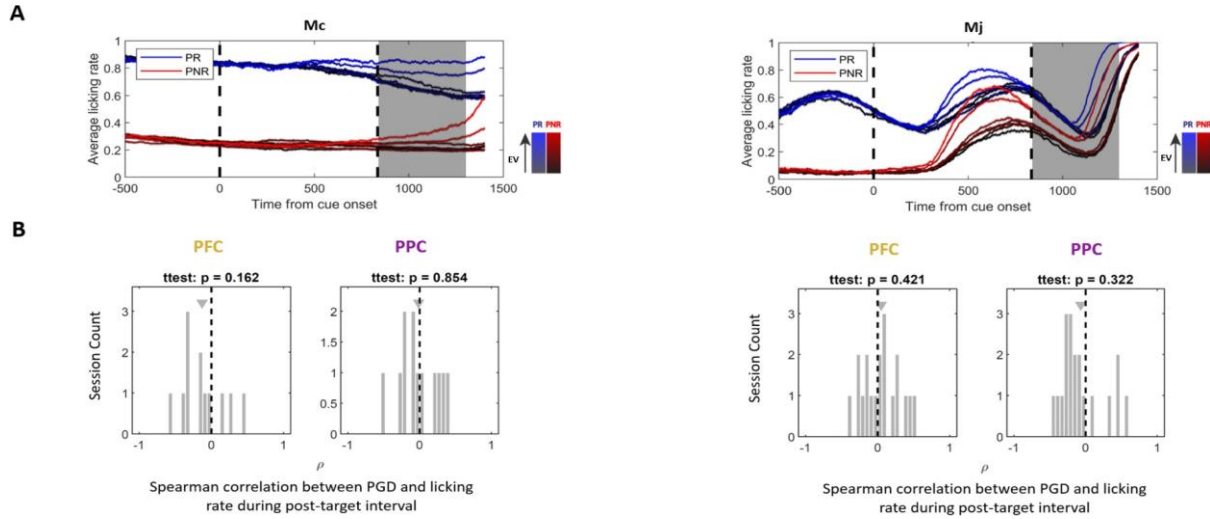 A
Mc
Average licking rate
1
0.8
0.6
0.4
0.2
0
PR
PNR
-500
0
500
1000
1500
Time from cue onset
PR PNR
EV
Mj
Average licking rate
1
0.8
0.6
0.4
0.2
0
PR
PNR
-500
0
500
1000
1500
Time from cue onset
PR PNR
EV
B
PFC
ttest: p = 0.162
Session Count
3
2
1
0
-1
0
1
PPC
ttest: p = 0.854
2
1.5
1
0.5
0
-1
0
1
ρ
Spearman correlation between PGD and licking
rate during post-target interval
PFC
ttest: p = 0.421
Session Count
3
2
1
0
-1
0
1
PPC
ttest: p = 0.322
3
2
1
0
-1
0
1
ρ
Spearman correlation between PGD and licking
rate during post-target interval